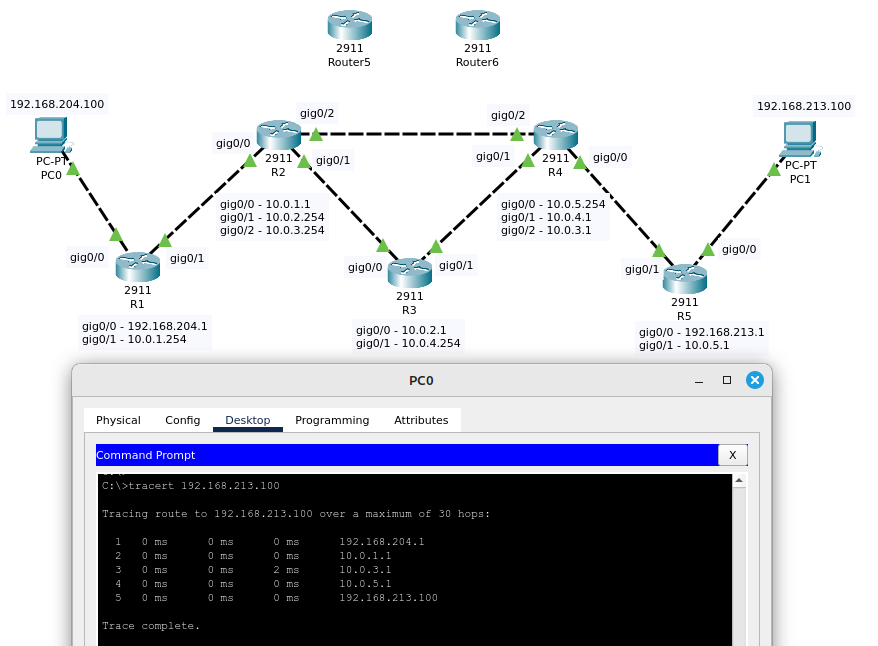 2911
Router5
2911
Router6
192.168.204.100
PC-PT
PC0
192.168.213.100
PC-PT
PC1
gig0/2
gig0/0
2911
R2
gig0/1
gig0/0 - 10.0.1.1
gig0/1 - 10.0.2.254
gig0/2 - 10.0.3.254
gig0/2
gig0/1
2911
R4
gig0/0
gig0/0 - 10.0.5.254
gig0/1 - 10.0.4.1
gig0/2 - 10.0.3.1
gig0/0
gig0/1
2911
R1
gig0/0 - 192.168.204.1
gig0/1 - 10.0.1.254
gig0/0
gig0/1
2911
R3
gig0/0 - 10.0.2.1
gig0/1 - 10.0.4.254
gig0/1
gig0/0
2911
R5
gig0/0 - 192.168.213.1
gig0/1 - 10.0.5.1
PC0
Physical Config Desktop Programming Attributes
Command Prompt X
C:\>tracert 192.168.213.100
Tracing route to 192.168.213.100 over a maximum of 30 hops:
1 0 ms 0 ms 0 ms 192.168.204.1
2 0 ms 0 ms 0 ms 10.0.1.1
3 0 ms 0 ms 2 ms 10.0.3.1
4 0 ms 0 ms 0 ms 10.0.5.1
5 0 ms 0 ms 0 ms 192.168.213.100
Trace complete.